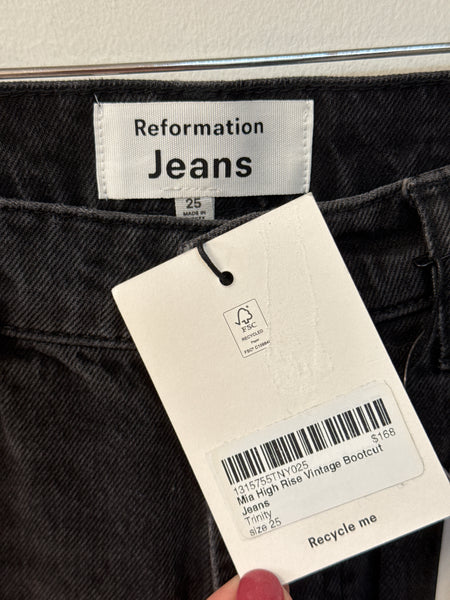 Reformation
Jeans
25
MADE IN
FSC
RECYCLED
1315755TNY025
$168
Mia High Rise Vintage Bootcut
Jeans
Trinity
size 25
Recycle me